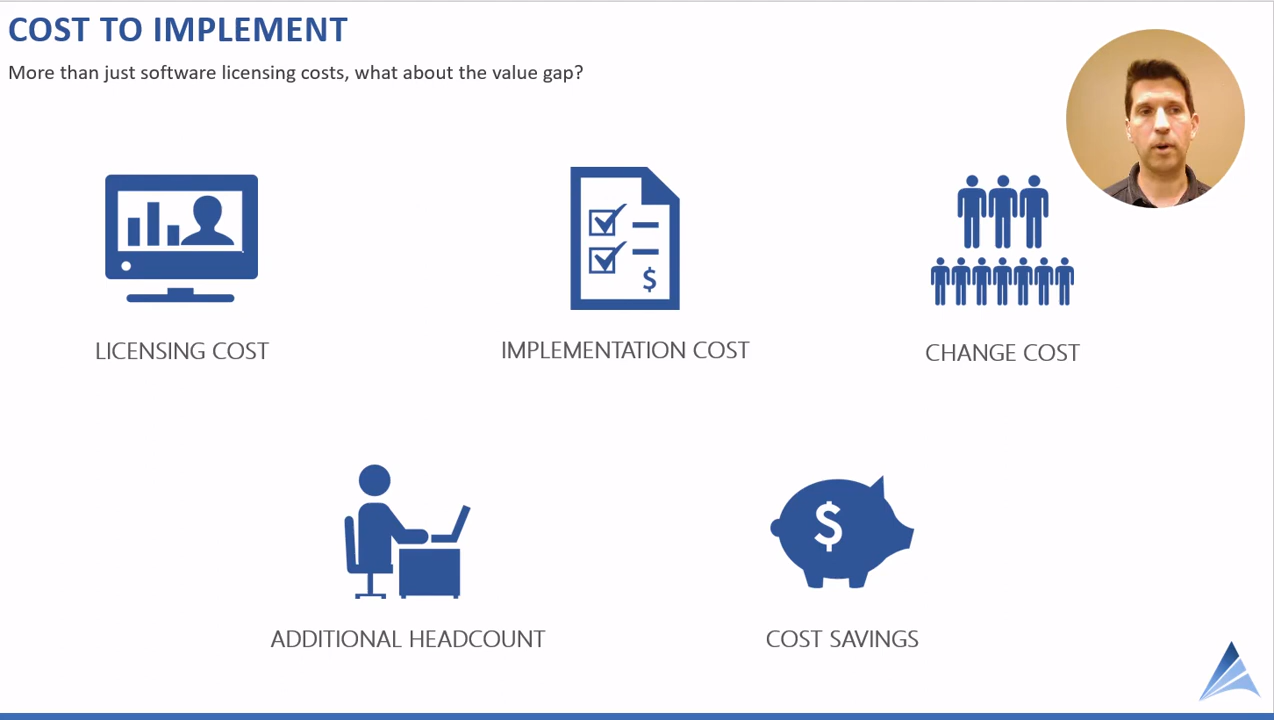 COST TO IMPLEMENT
More than just software licensing costs, what about the value gap?
$
LICENSING COST
IMPLEMENTATION COST
CHANGE COST
$
ADDITIONAL HEADCOUNT
COST SAVINGS